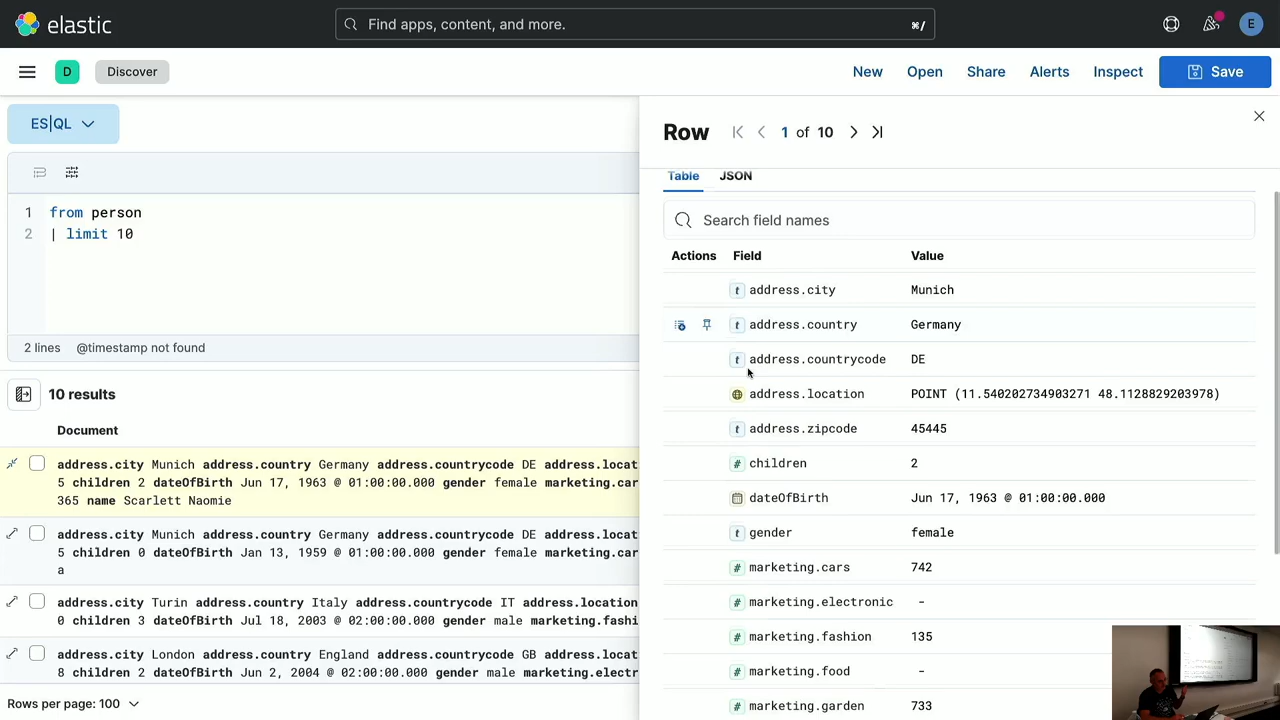 elastic
Find apps, content, and more.
⌘/
E
D
Discover
New
Open
Share
Alerts
Inspect
Save
ES|QL
1 from person
2 | limit 10
2 lines @timestamp not found
10 results
Document
address.city Munich address.country Germany address.countrycode DE address.locat
5 children 2 dateOfBirth Jun 17, 1963 @ 01:00:00.000 gender female marketing.car
365 name Scarlett Naomie
address.city Munich address.country Germany address.countrycode DE address.locat
5 children 0 dateOfBirth Jan 13, 1959 @ 01:00:00.000 gender female marketing.car
a
address.city Turin address.country Italy address.countrycode IT address.location
0 children 3 dateOfBirth Jul 18, 2003 @ 02:00:00.000 gender male marketing.fashi
address.city London address.country England address.countrycode GB address.locat
8 children 2 dateOfBirth Jun 2, 2004 @ 02:00:00.000 gender male marketing.electr
Rows per page: 100
Row
1 of 10
Table
JSON
Search field names
Actions Field Value
t address.city Munich
t address.country Germany
t address.countrycode DE
address.location POINT (11.540202734903271 48.1128829203978)
t address.zipcode 45445
# children 2
dateOfBirth Jun 17, 1963 @ 01:00:00.000
t gender female
# marketing.cars 742
# marketing.electronic -
# marketing.fashion 135
# marketing.food -
# marketing.garden 733